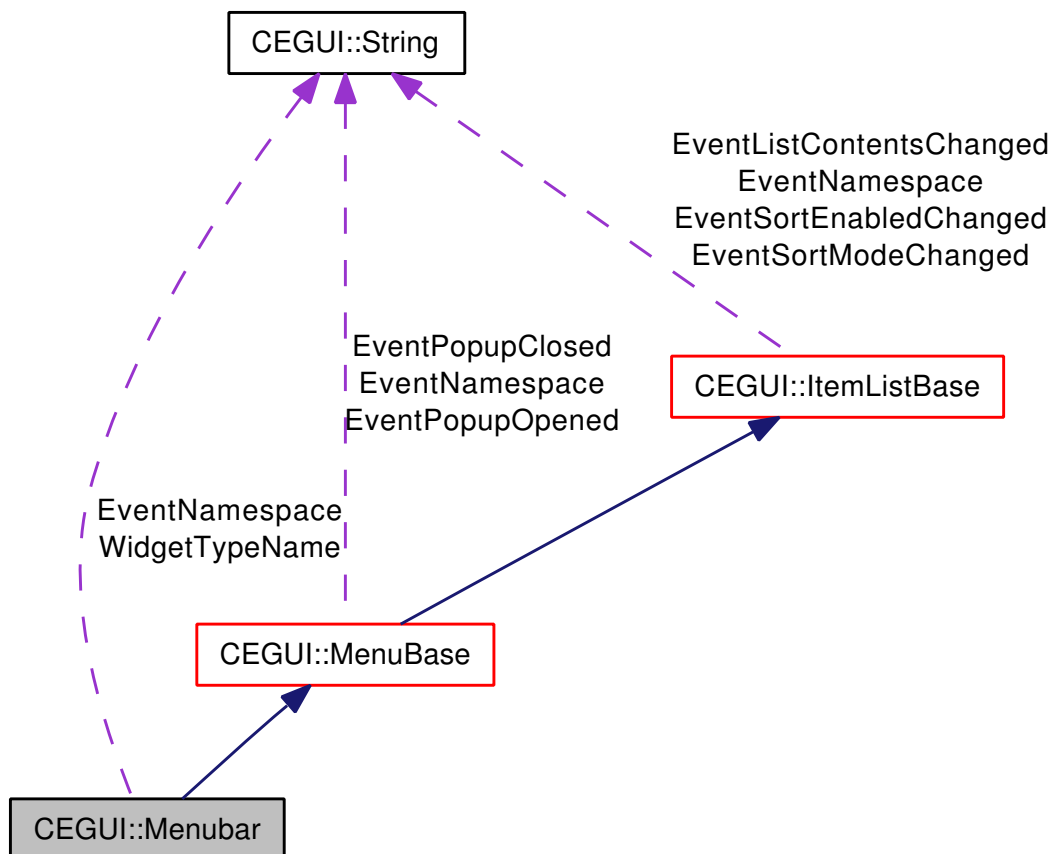 CEGUI::String
EventListContentsChanged
EventNamespace
EventSortEnabledChanged
EventSortModeChanged
EventPopupClosed
EventNamespace
EventPopupOpened
CEGUI::ItemListBase
EventNamespace
WidgetTypeName
CEGUI::MenuBase
CEGUI::Menubar